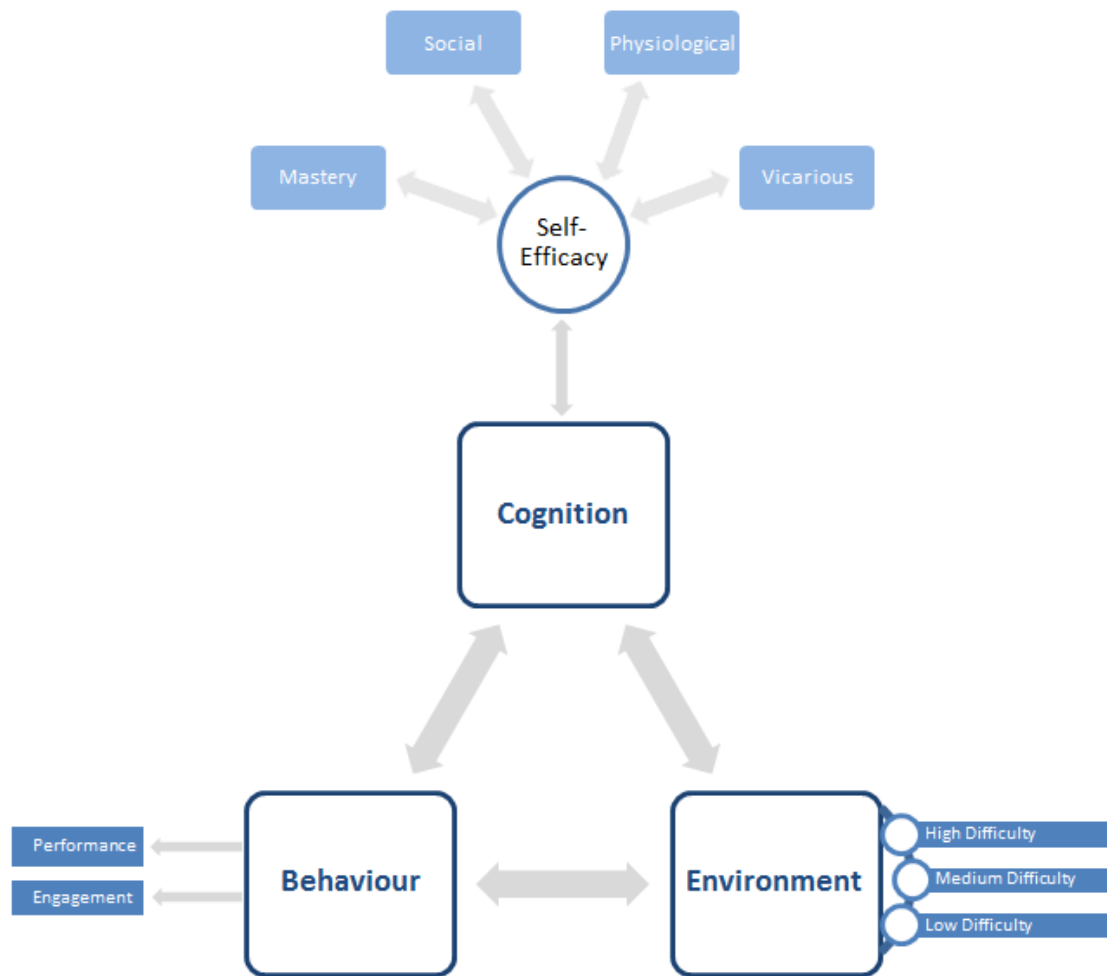 Social
Physiological
Mastery
Vicarious
Self-
Efficacy
Cognition
Performance
Engagement
Behaviour
Environment
High Difficulty
Medium Difficulty
Low Difficulty